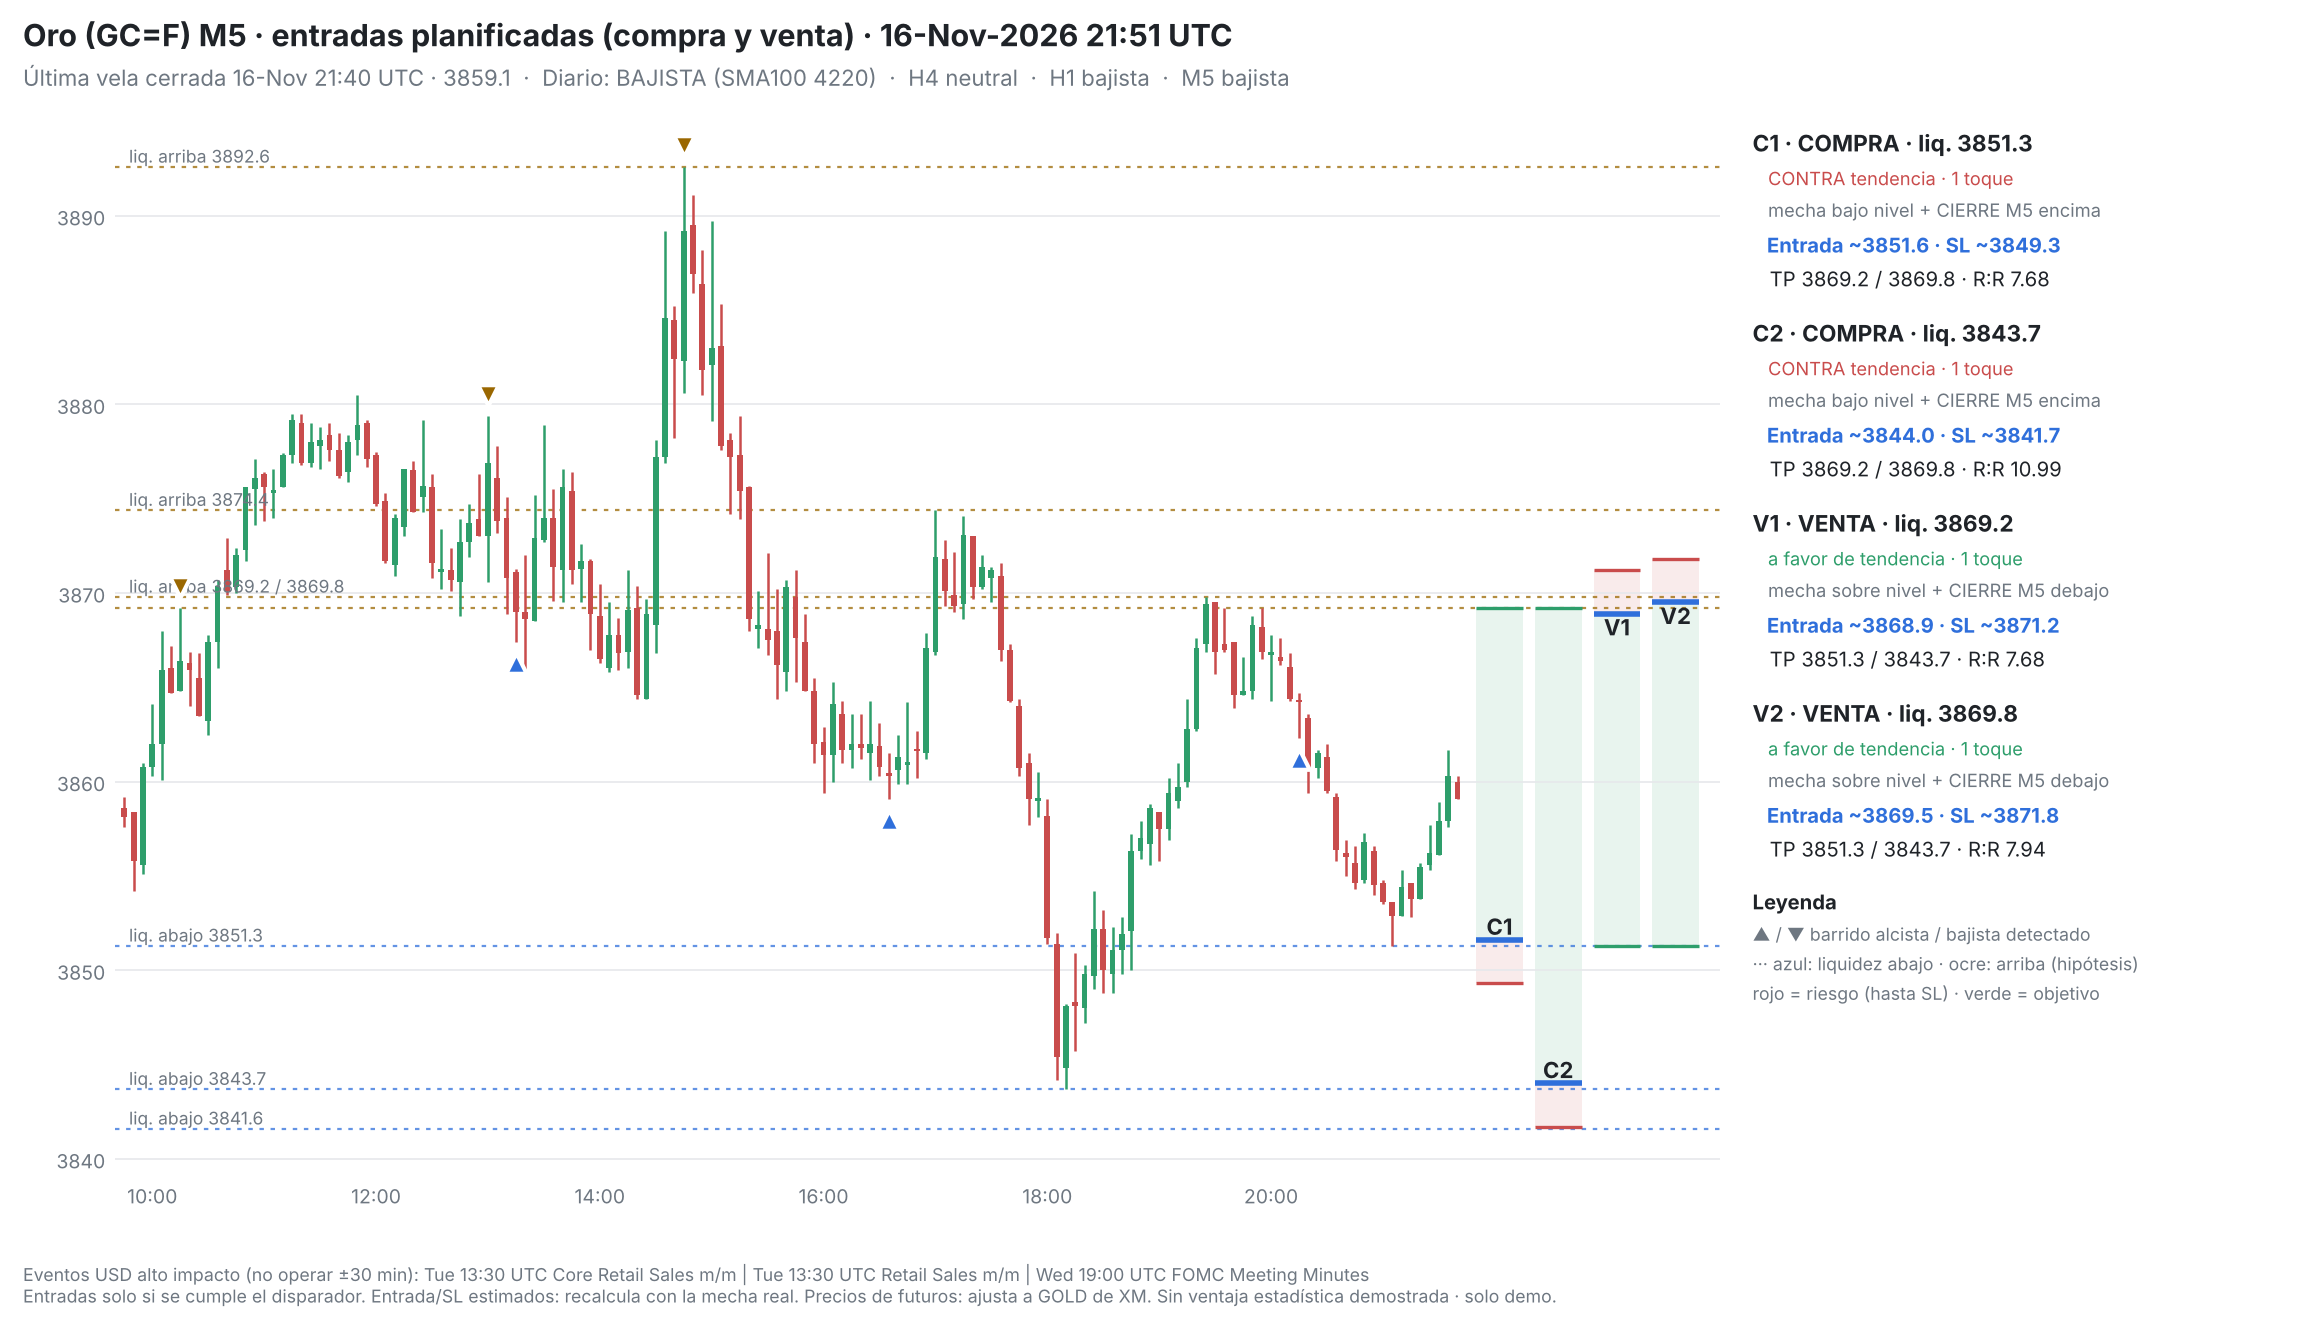 Oro (GC=F) M5 · entradas planificadas (compra y venta) · 16-Nov-2026 21:51 UTC
Última vela cerrada 16-Nov 21:40 UTC · 3859.1 · Diario: BAJISTA (SMA100 4220) · H4 neutral · H1 bajista · M5 bajista
liq. arriba 3892.6
3890
3880
liq. arriba 3874.4
liq. arriba 3869.2 / 3869.8
3870
3860
liq. abajo 3851.3
3850
liq. abajo 3843.7
liq. abajo 3841.6
3840
V1
V2
C1
C2
10:00
12:00
14:00
16:00
18:00
20:00
C1 · COMPRA · liq. 3851.3
CONTRA tendencia · 1 toque
mecha bajo nivel + CIERRE M5 encima
Entrada ~3851.6 · SL ~3849.3
TP 3869.2 / 3869.8 · R:R 7.68
C2 · COMPRA · liq. 3843.7
CONTRA tendencia · 1 toque
mecha bajo nivel + CIERRE M5 encima
Entrada ~3844.0 · SL ~3841.7
TP 3869.2 / 3869.8 · R:R 10.99
V1 · VENTA · liq. 3869.2
a favor de tendencia · 1 toque
mecha sobre nivel + CIERRE M5 debajo
Entrada ~3868.9 · SL ~3871.2
TP 3851.3 / 3843.7 · R:R 7.68
V2 · VENTA · liq. 3869.8
a favor de tendencia · 1 toque
mecha sobre nivel + CIERRE M5 debajo
Entrada ~3869.5 · SL ~3871.8
TP 3851.3 / 3843.7 · R:R 7.94
Leyenda
▲ / ▼ barrido alcista / bajista detectado
··· azul: liquidez abajo · ocre: arriba (hipótesis)
rojo = riesgo (hasta SL) · verde = objetivo
Eventos USD alto impacto (no operar ±30 min): Tue 13:30 UTC Core Retail Sales m/m | Tue 13:30 UTC Retail Sales m/m | Wed 19:00 UTC FOMC Meeting Minutes
Entradas solo si se cumple el disparador. Entrada/SL estimados: recalcula con la mecha real. Precios de futuros: ajusta a GOLD de XM. Sin ventaja estadística demostrada · solo demo.